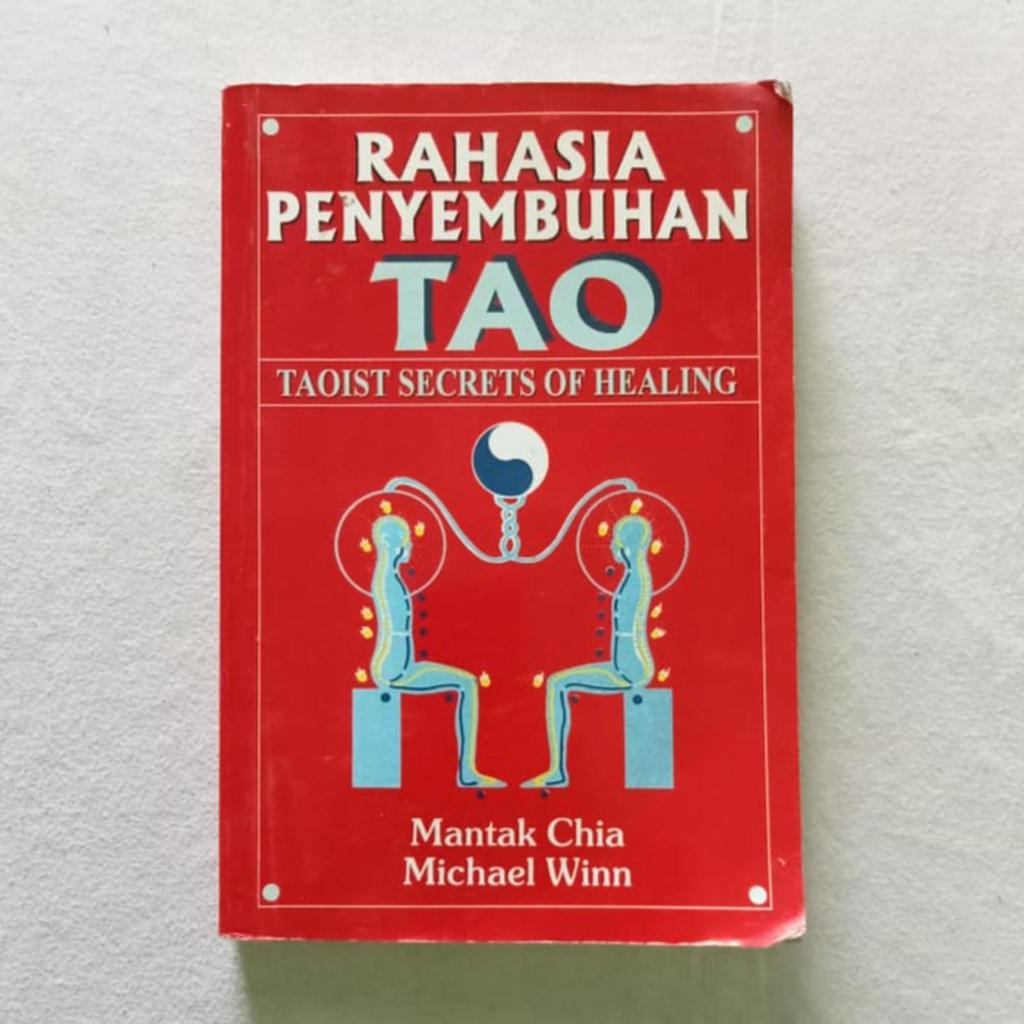 RAHASIA
PENYEMBUHAN
TAO
TAOIST SECRETS OF HEALING
Mantak Chia
Michael Winn